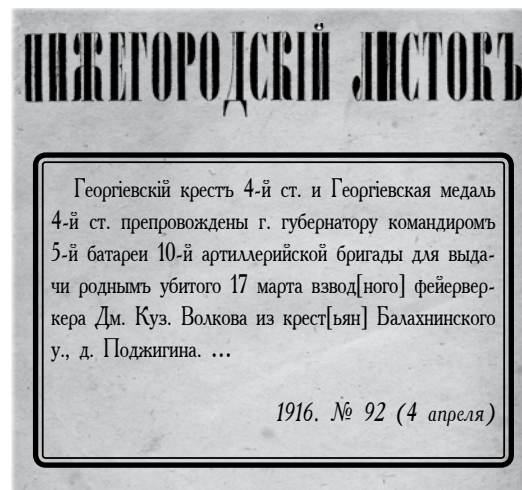 НИЖЕГОРОДСКІЙ ЛИСТОКЪ
Георгіевскій крестъ 4-й ст. и Георгіевская медаль
4-й ст. препровождены г. губернатору командиромъ
5-й батареи 10-й артиллерийской бригады для выда-
чи роднымъ убитого 17 марта взвод[ного] фейервер-
кера Дм. Куз. Волкова из крест[ьян] Балахнинского
у., д. Поджигина. ...
1916. № 92 (4 апреля)